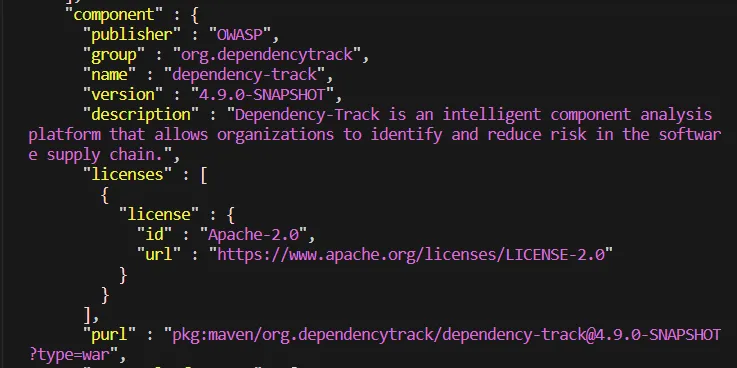 "component" : {
"publisher" : "OWASP",
"group" : "org.dependencytrack",
"name" : "dependency-track",
"version" : "4.9.0-SNAPSHOT",
"description" : "Dependency-Track is an intelligent component analysis
platform that allows organizations to identify and reduce risk in the softwar
e supply chain.",
"licenses" : [
{
"license" : {
"id" : "Apache-2.0",
"url" : "https://www.apache.org/licenses/LICENSE-2.0"
}
}
],
"purl" : "pkg:maven/org.dependencytrack/dependency-track@4.9.0-SNAPSHOT
?type=war",